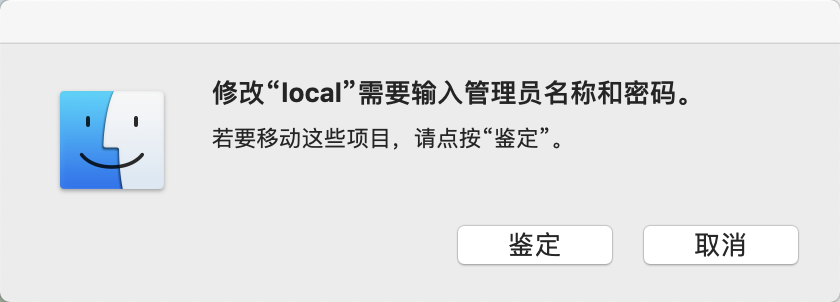 修改“local”需要输入管理员名称和密码。
若要移动这些项目，请点按“鉴定”。
鉴定
取消